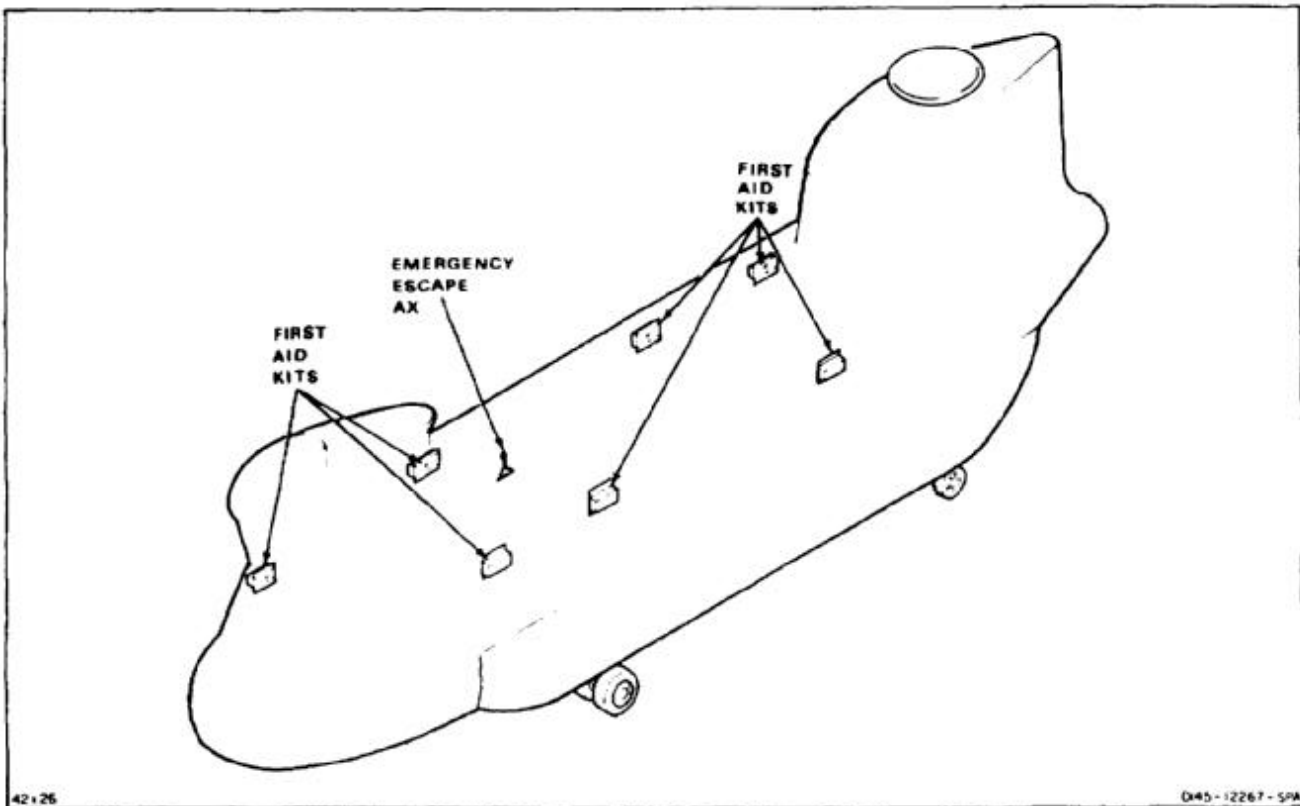 FIRST
AID
KITS
EMERGENCY
ESCAPE
AX
FIRST
AID
KITS
42x26
D145-12267-SPA